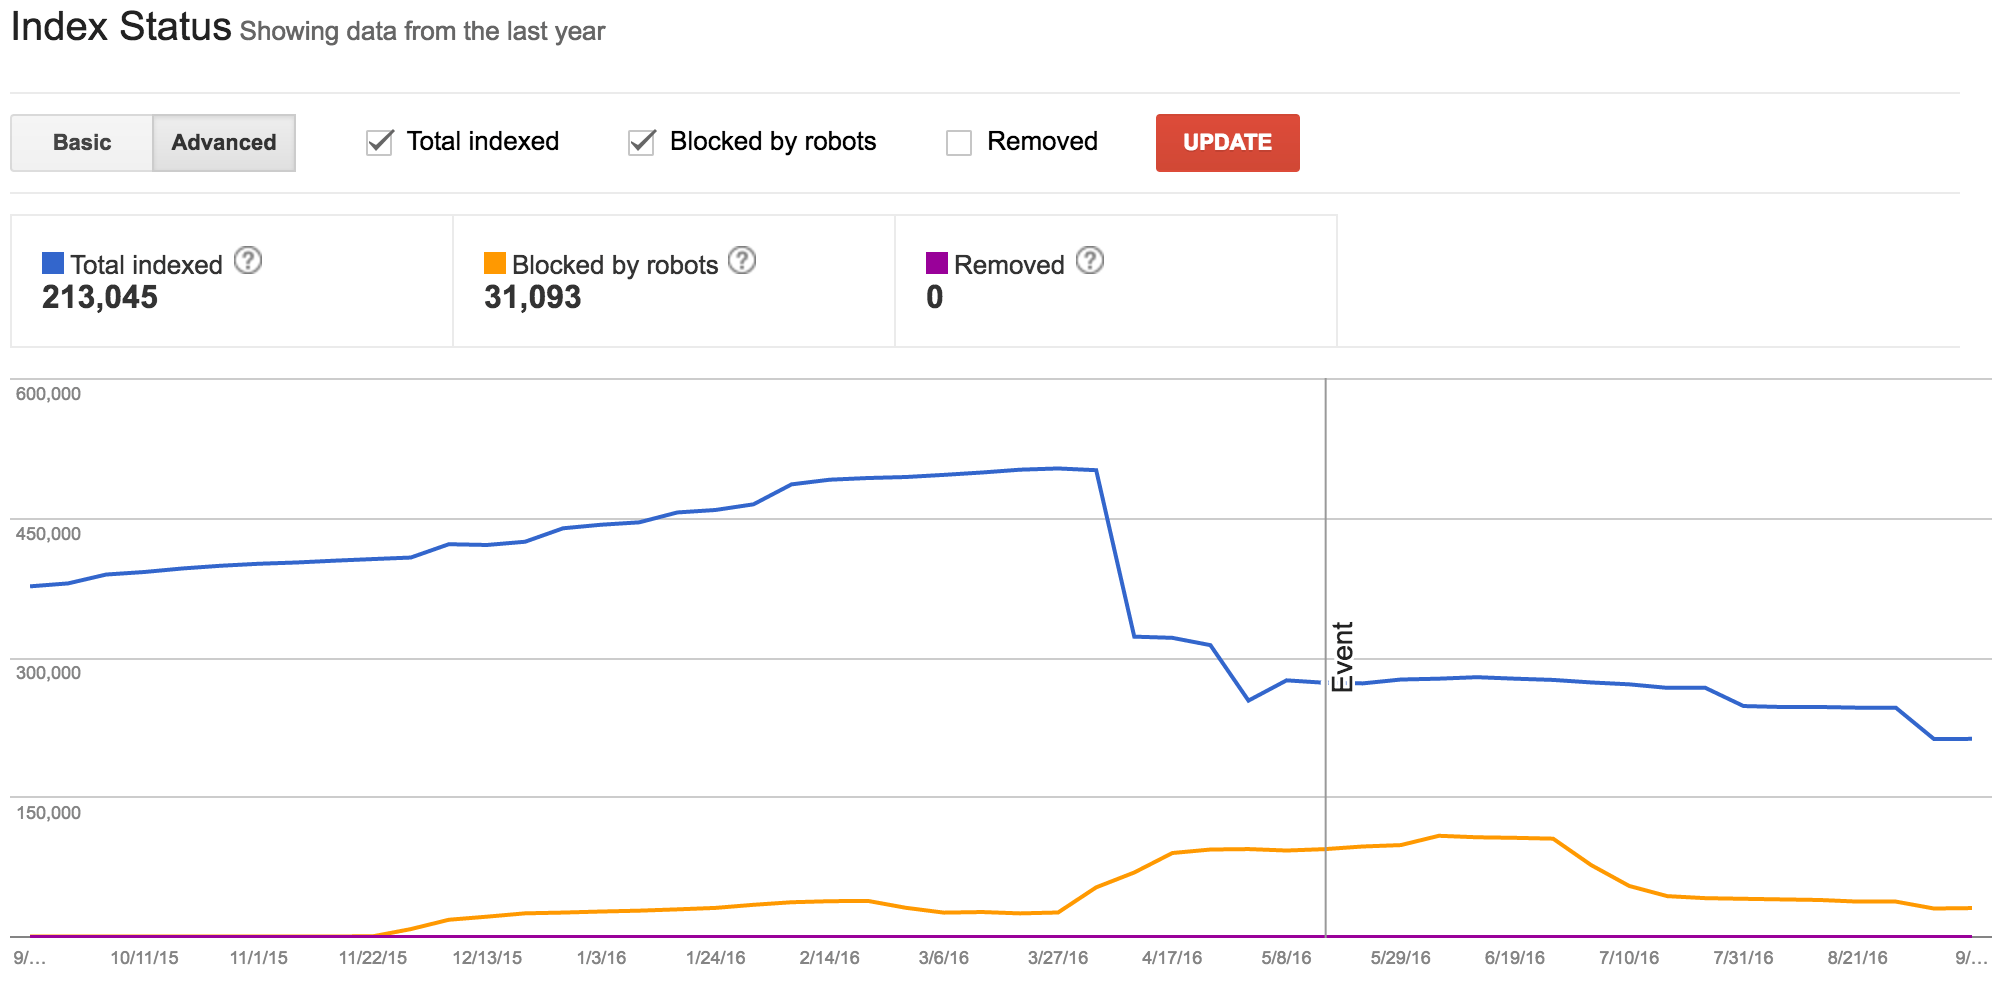 Index Status Showing data from the last year
Basic Advanced Total indexed Blocked by robots Removed UPDATE
Total indexed ? Blocked by robots ? Removed ?
213,045 31,093 0
600,000
450,000
Event
300,000
150,000
9/... 10/11/15 11/1/15 11/22/15 12/13/15 1/3/16 1/24/16 2/14/16 3/6/16 3/27/16 4/17/16 5/8/16 5/29/16 6/19/16 7/10/16 7/31/16 8/21/16 9/...